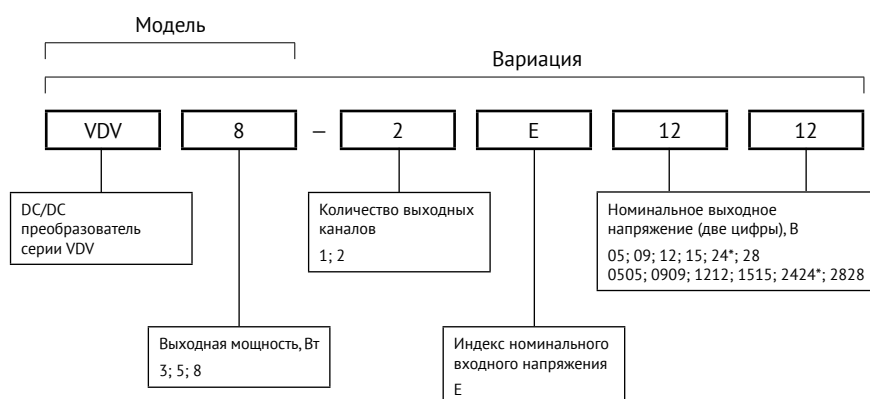 Модель
Вариация
VDV 8 – 2 E 12 12
DC/DC
преобразователь
серии VDV
Количество выходных
каналов
1; 2
Номинальное выходное
напряжение (две цифры), В
05; 09; 12; 15; 24*; 28
0505; 0909; 1212; 1515; 2424*; 2828
Выходная мощность, Вт
3; 5; 8
Индекс номинального
входного напряжения
Е